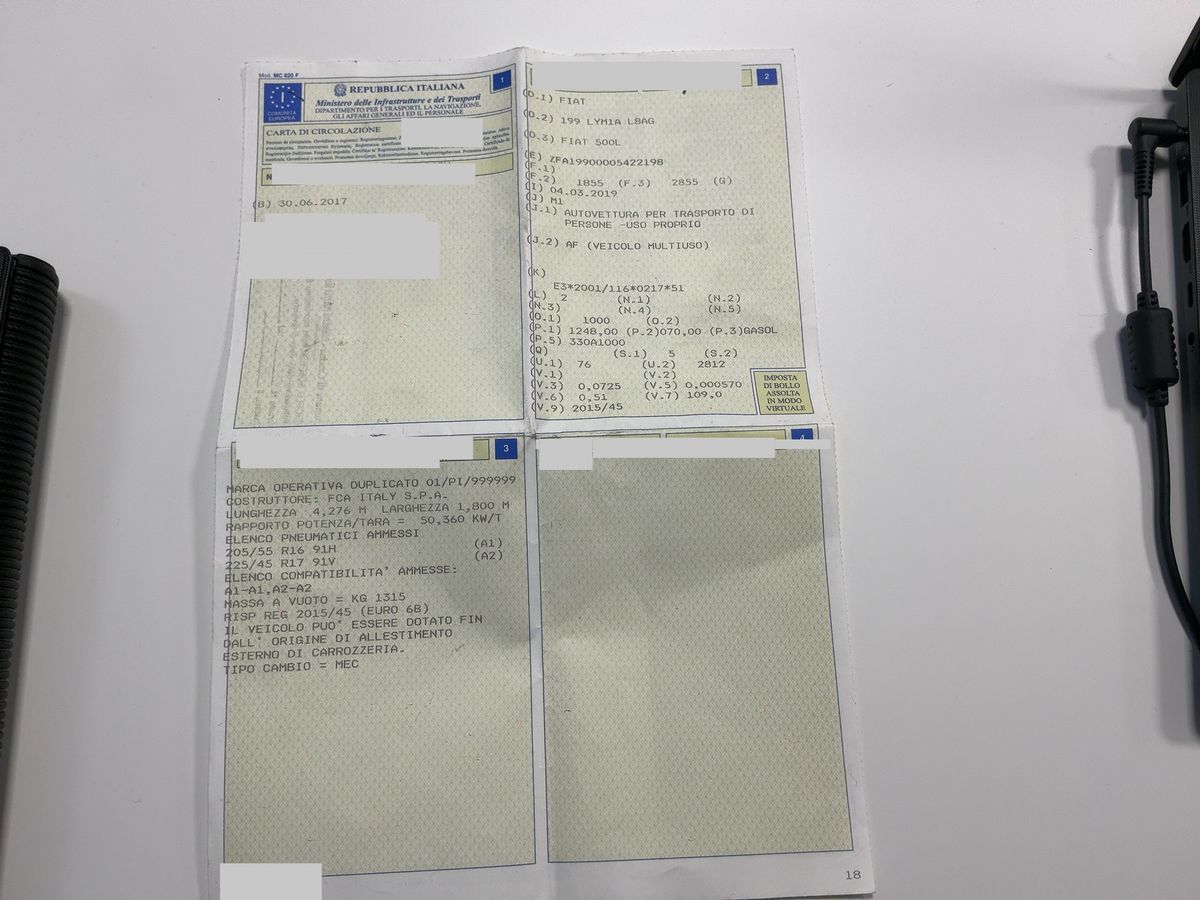 Mod. MC 820 F
1
REPUBBLICA ITALIANA
Ministero delle Infrastrutture e dei Trasporti
DIPARTIMENTO PER I TRASPORTI, LA NAVIGAZIONE,
GLI AFFARI GENERALI ED IL PERSONALE
I
COMUNITÀ
EUROPEA
CARTA DI CIRCOLAZIONE
N
(B) 30.06.2017
2
(D.1) FIAT
(D.2) 199 LYM1A L8AG
(D.3) FIAT 500L
(E) ZFA19900005422198
(F.1)
(F.2) 1855 (F.3) 2855 (G)
(I) 04.03.2019
(J) M1
(J.1) AUTOVETTURA PER TRASPORTO DI
PERSONE -USO PROPRIO
(J.2) AF (VEICOLO MULTIUSO)
(K)
E3*2001/116*0217*51
(L) 2 (N.1) (N.2)
(N.3) (N.4) (N.5)
(O.1) 1000 (O.2)
(P.1) 1248,00 (P.2)070,00 (P.3)GASOL
(P.5) 330A1000
(Q) (S.1) 5 (S.2)
(U.1) 76 (U.2) 2812
(V.1) (V.2)
(V.3) 0,0725 (V.5) 0,000570
(V.6) 0,51 (V.7) 109,0
(V.9) 2015/45
IMPOSTA
DI BOLLO
ASSOLTA
IN MODO
VIRTUALE
3
MARCA OPERATIVA DUPLICATO 01/PI/999999
COSTRUTTORE: FCA ITALY S.P.A.
LUNGHEZZA 4,276 M LARGHEZZA 1,800 M
RAPPORTO POTENZA/TARA = 50,360 KW/T
ELENCO PNEUMATICI AMMESSI
205/55 R16 91H (A1)
225/45 R17 91V (A2)
ELENCO COMPATIBILITA' AMMESSE:
A1-A1,A2-A2
MASSA A VUOTO = KG 1315
RISP REG 2015/45 (EURO 6B)
IL VEICOLO PUO' ESSERE DOTATO FIN
DALL' ORIGINE DI ALLESTIMENTO
ESTERNO DI CARROZZERIA.
TIPO CAMBIO = MEC
4
18